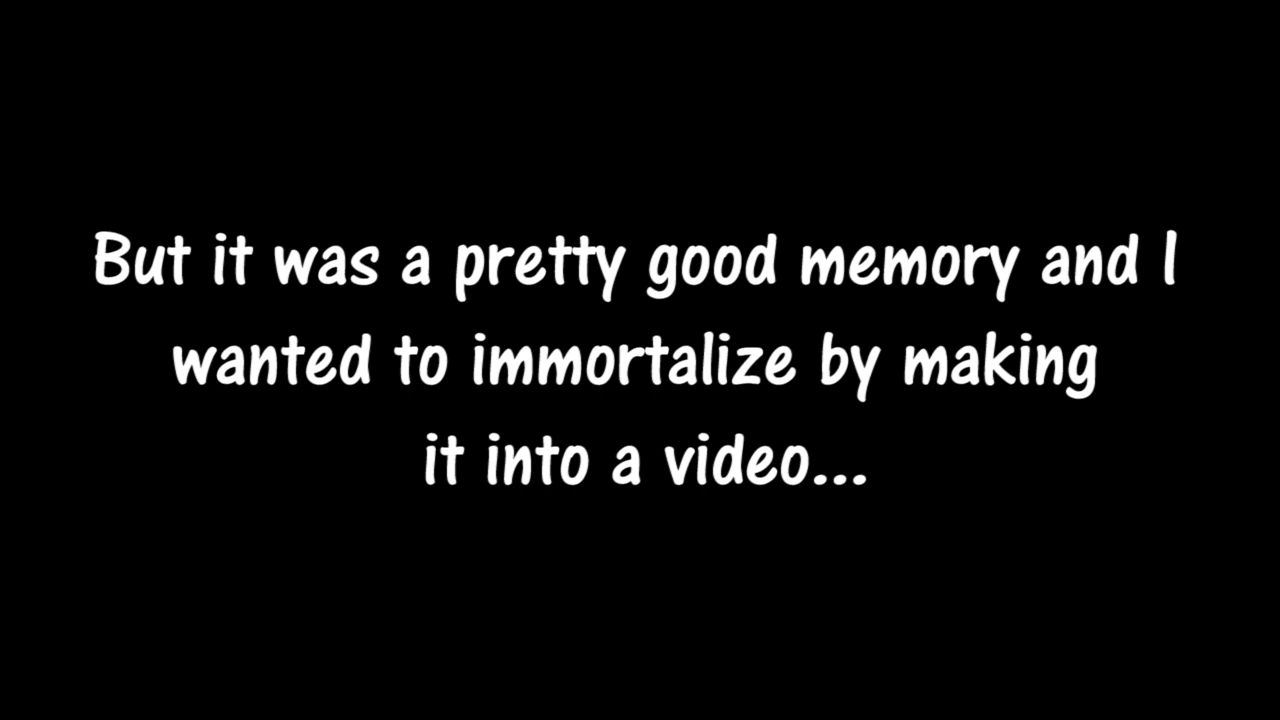 But it was a pretty good memory and I
wanted to immortalize by making
it into a video...